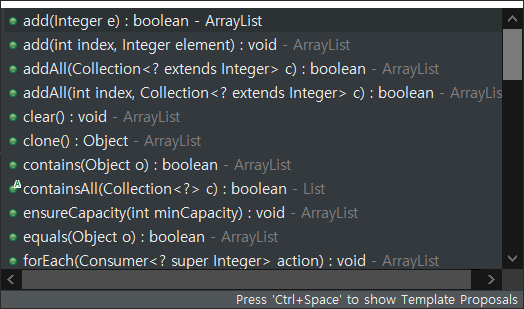 add(Integer e) : boolean - ArrayList
add(int index, Integer element) : void - ArrayList
addAll(Collection<? extends Integer> c) : boolean - ArrayList
addAll(int index, Collection<? extends Integer> c) : boolean - ArrayLis
clear() : void - ArrayList
clone() : Object - ArrayList
contains(Object o) : boolean - ArrayList
containsAll(Collection<?> c) : boolean - List
ensureCapacity(int minCapacity) : void - ArrayList
equals(Object o) : boolean - ArrayList
forEach(Consumer<? super Integer> action) : void - ArrayList
Press 'Ctrl+Space' to show Template Proposals